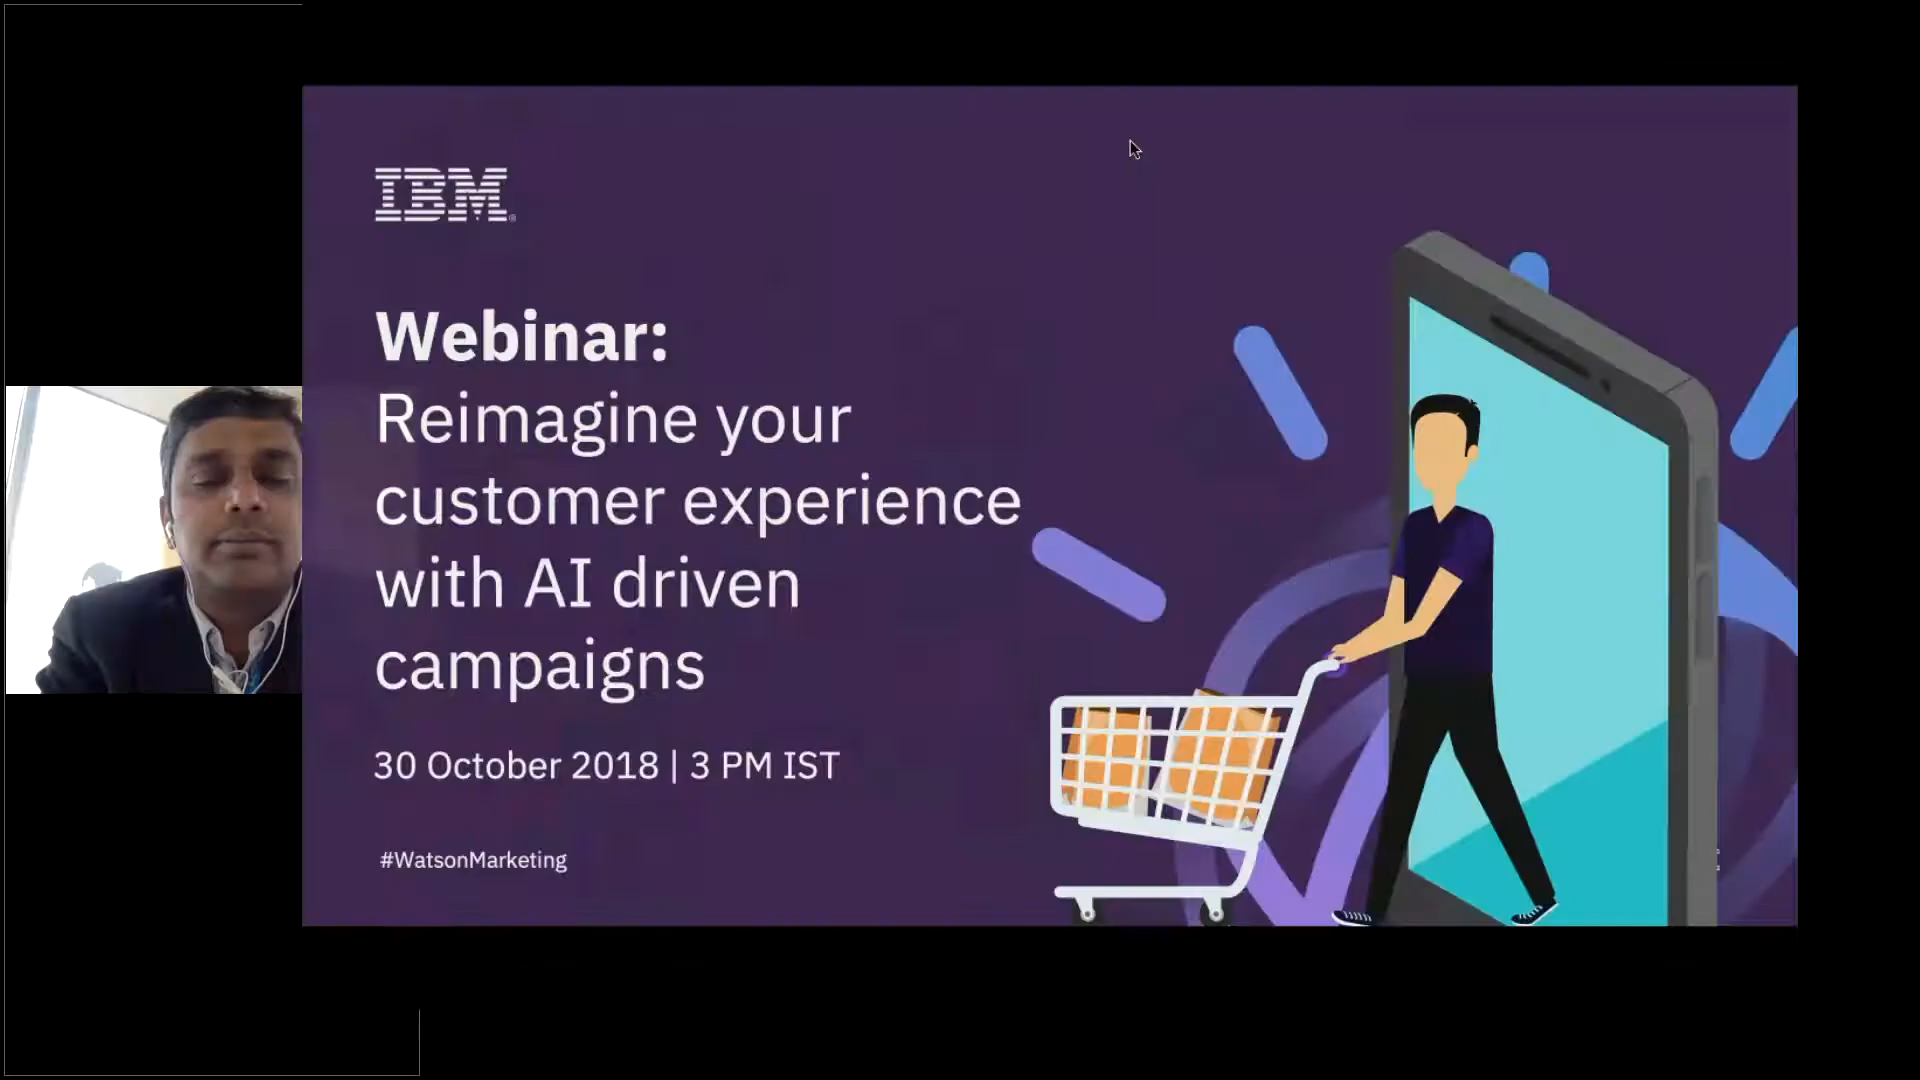 IBM®
Webinar:
Reimagine your
customer experience
with AI driven
campaigns
30 October 2018 | 3 PM IST
#WatsonMarketing